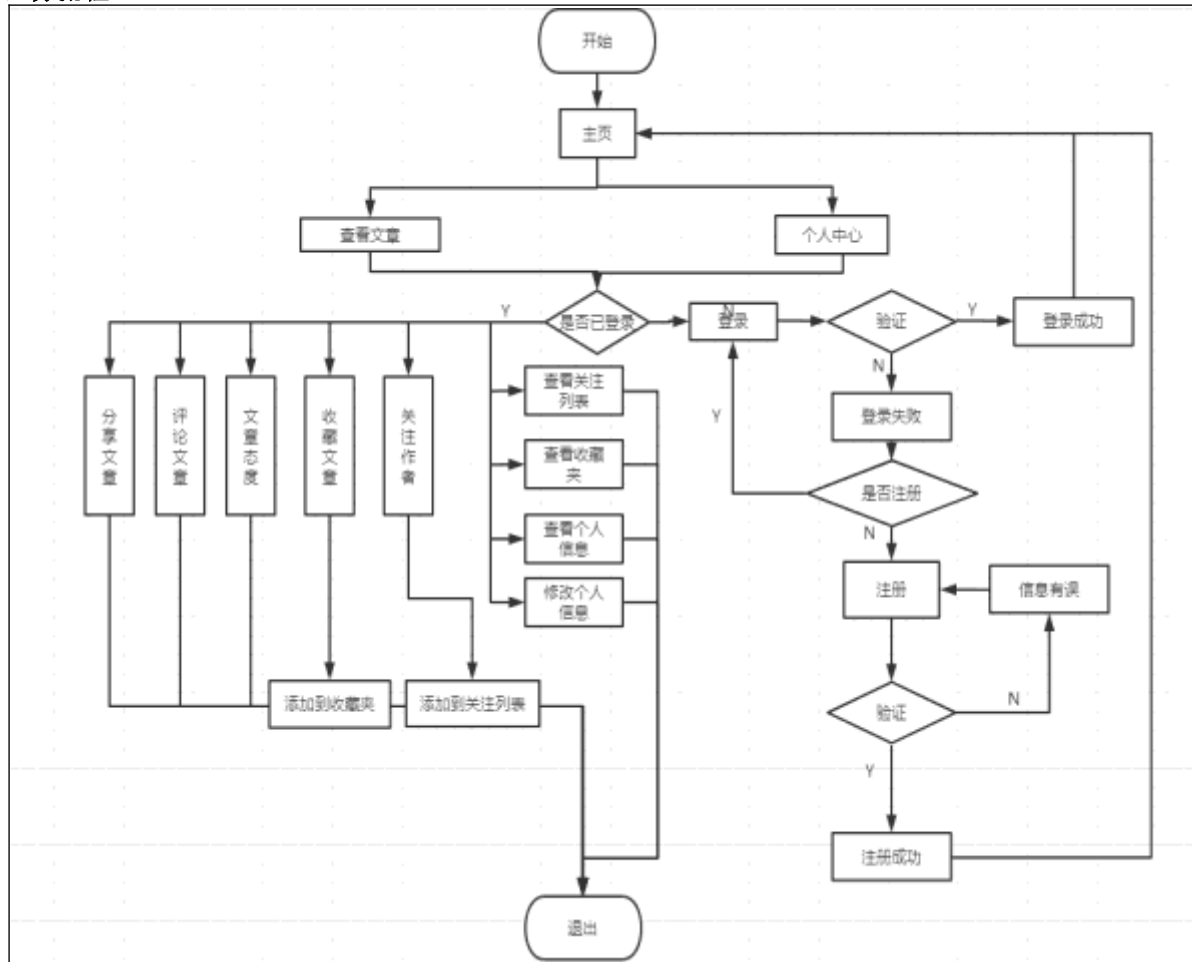 开始
主页
查看文章
个人中心
Y
是否已登录
N
登录
验证
Y
登录成功
N
登录失败
是否注册
Y
N
注册
信息有误
验证
N
Y
注册成功
分享文章
评论文章
文章态度
收藏文章
关注作者
查看关注
列表
查看收藏
夹
查看个人
信息
修改个人
信息
添加到收藏夹
添加到关注列表
退出